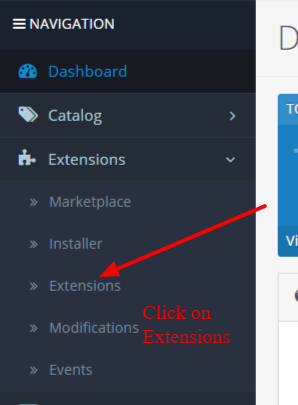 NAVIGATION
Dashboard
Catalog
Extensions
Marketplace
Installer
Extensions
Modifications
Events
Click on
Extensions
D
TO
Vi